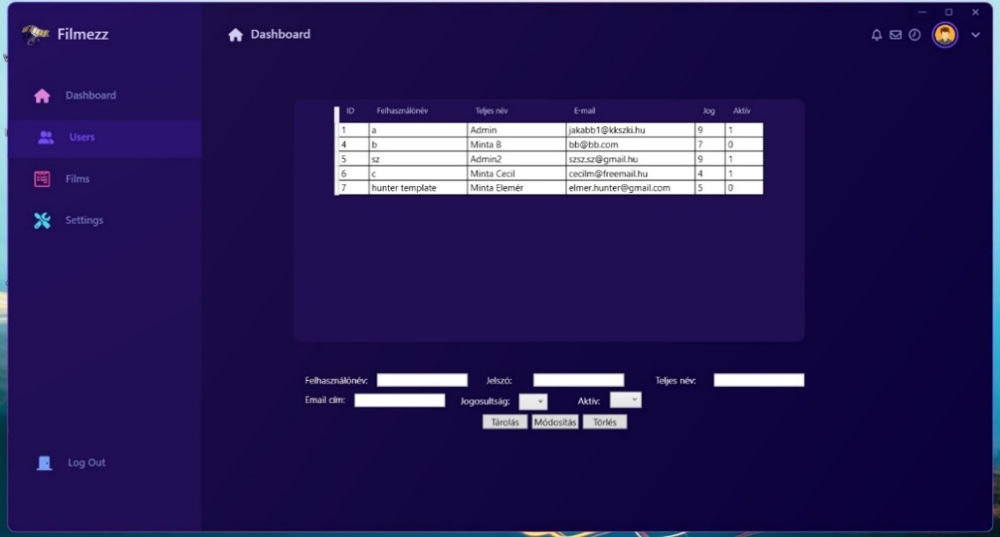 Filmezz
Dashboard
Dashboard
Users
Films
Settings
Log Out
ID Felhasználónév Teljes név E-mail Jog Aktív
1 a Admin jakabb1@kkszki.hu 9 1
4 b Minta B bb@bb.com 7 0
5 sz Admin2 szsz.sz@gmail.hu 9 1
6 c Minta Cecil cecilm@freemail.hu 4 1
7 hunter template Minta Elemér elmer.hunter@gmail.com 5 0
Felhasználónév: Jelszó: Teljes név:
Email cím: Jogosultság: Aktív:
Tárolás Módosítás Törlés